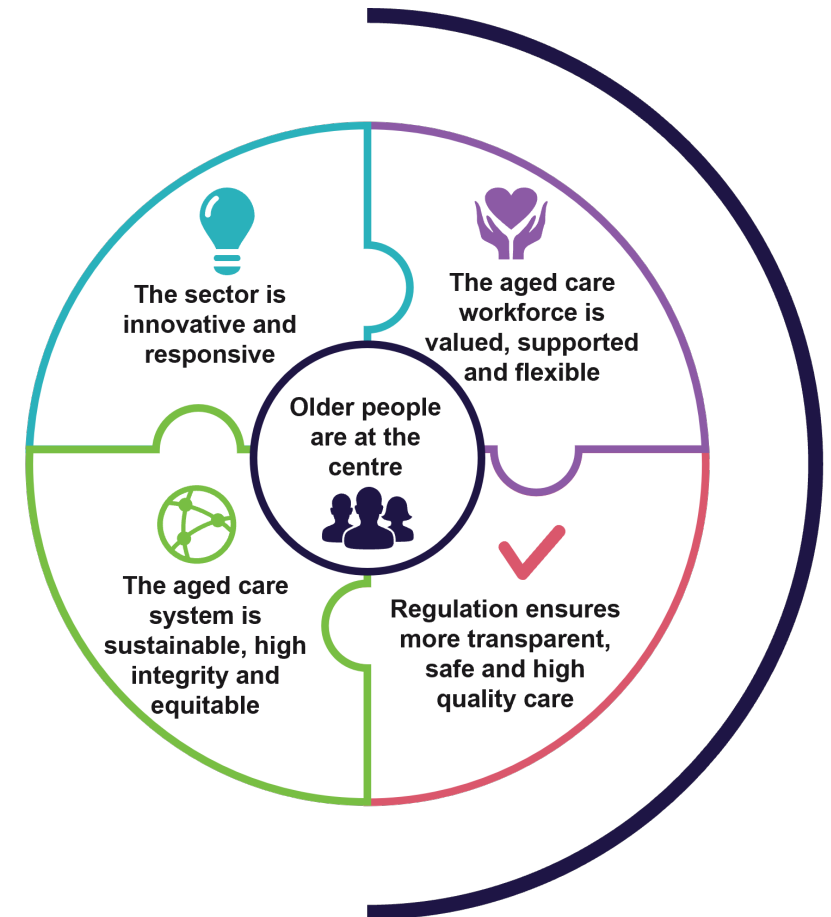 The sector is
innovative and
responsive
The aged care
workforce is
valued, supported
and flexible
Older people
are at the
centre
The aged care
system is
sustainable, high
integrity and
equitable
Regulation ensures
more transparent,
safe and high
quality care